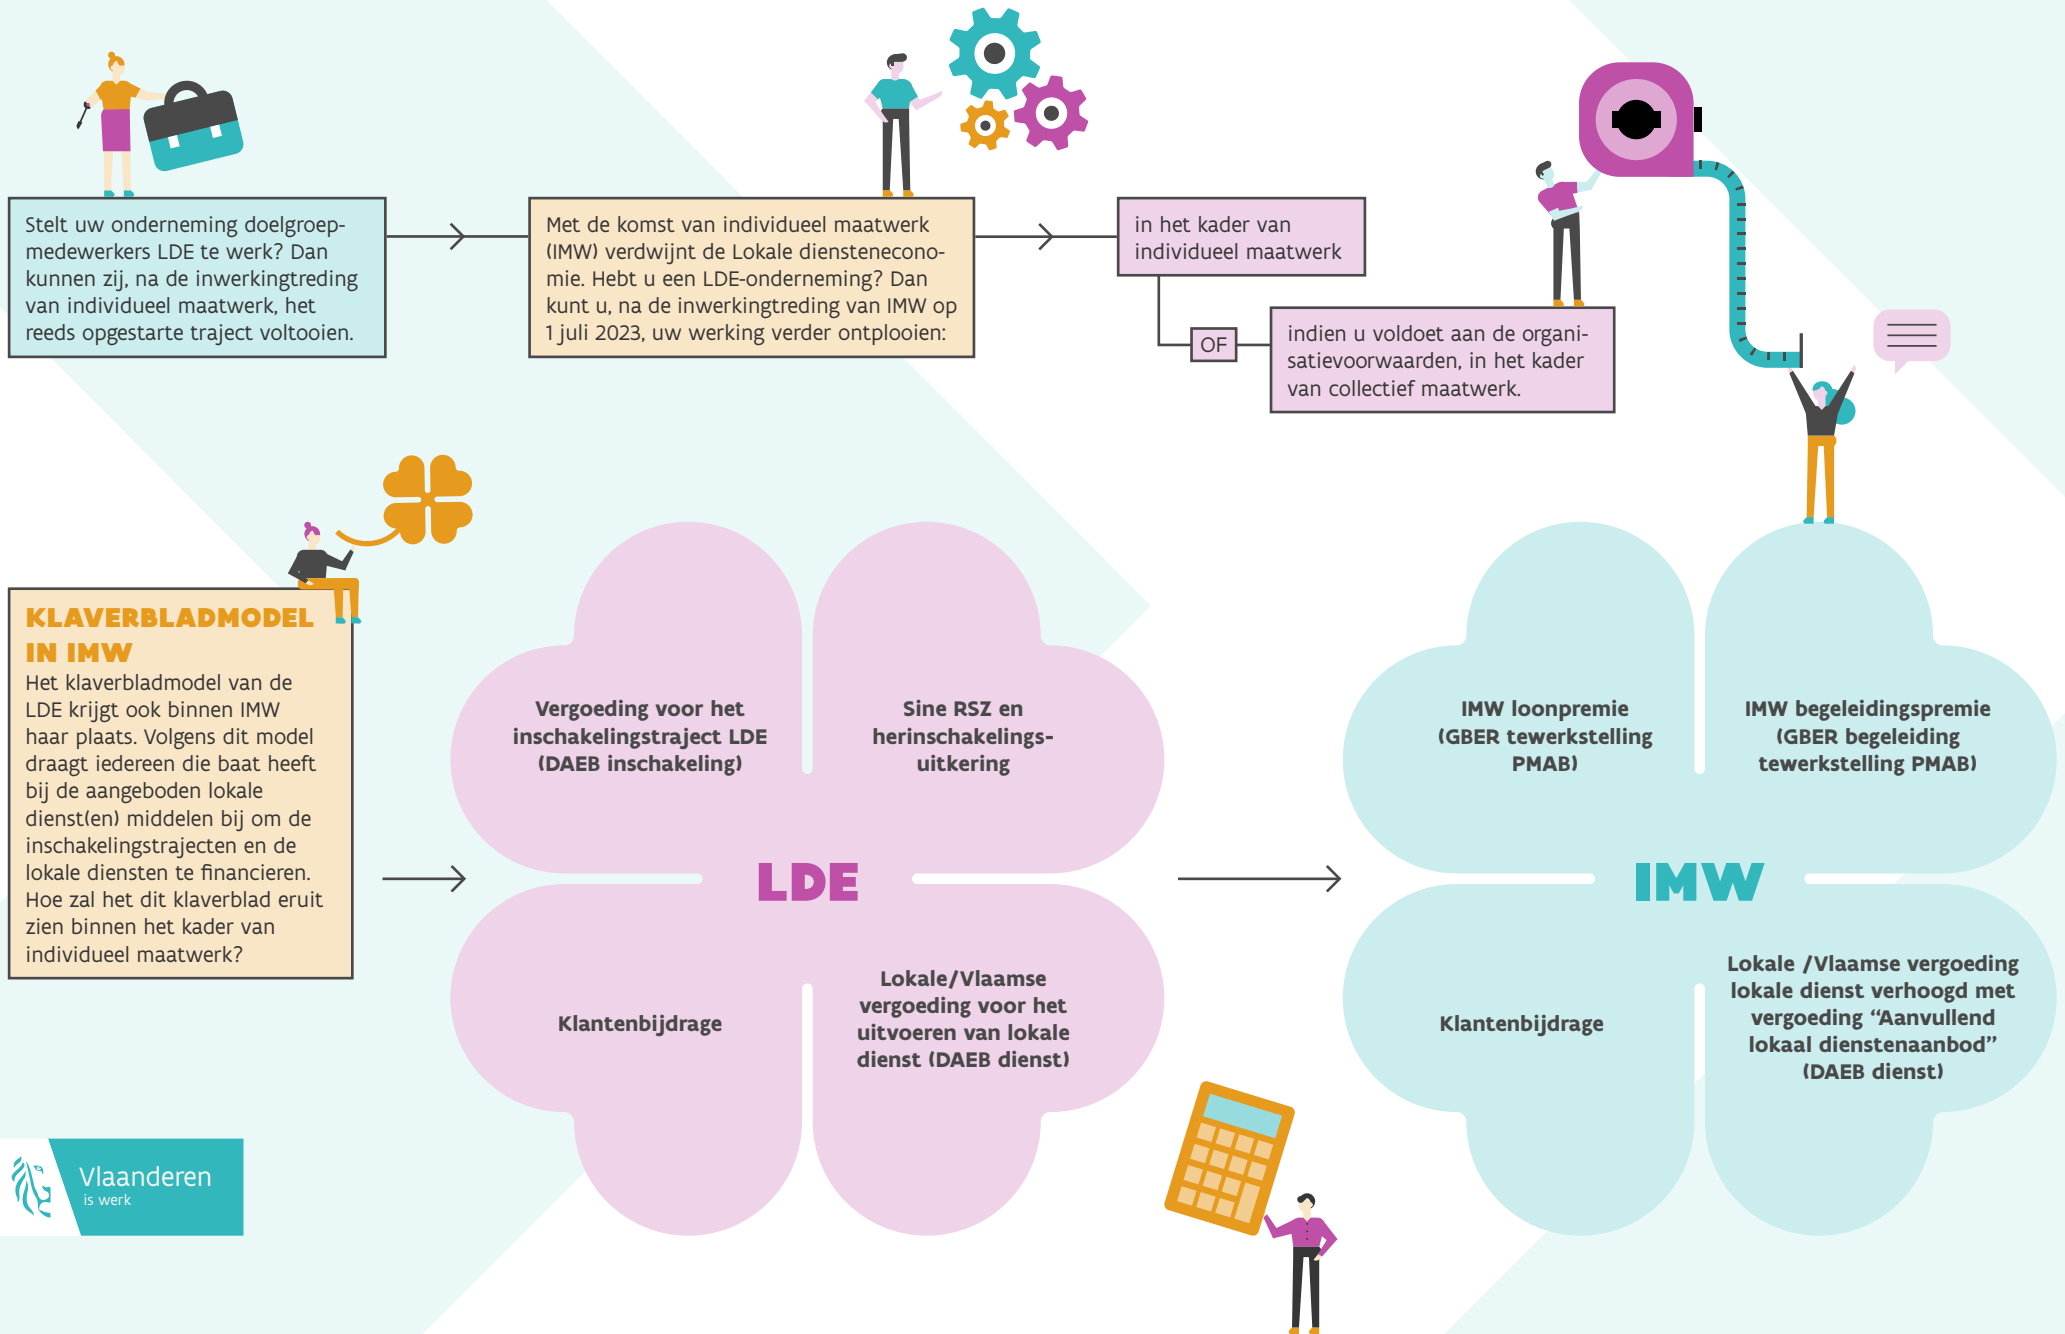 Stelt uw onderneming doelgroep-
medewerkers LDE te werk? Dan
kunnen zij, na de inwerkingtreding
van individueel maatwerk, het
reeds opgestarte traject voltooien.
Met de komst van individueel maatwerk
(IMW) verdwijnt de Lokale dienstenecono-
mie. Hebt u een LDE-onderneming? Dan
kunt u, na de inwerkingtreding van IMW op
1 juli 2023, uw werking verder ontplooien:
in het kader van
individueel maatwerk
OF
indien u voldoet aan de organi-
satievoorwaarden, in het kader
van collectief maatwerk.
KLAVERBLADMODEL
IN IMW
Het klaverbladmodel van de
LDE krijgt ook binnen IMW
haar plaats. Volgens dit model
draagt iedereen die baat heeft
bij de aangeboden lokale
dienst(en) middelen bij om de
inschakelingstrajecten en de
lokale diensten te financieren.
Hoe zal het dit klaverblad eruit
zien binnen het kader van
individueel maatwerk?
Vergoeding voor het
inschakelingstraject LDE
(DAEB inschakeling)
Sine RSZ en
herinschakelings-
uitkering
LDE
Klantenbijdrage
Lokale/Vlaamse
vergoeding voor het
uitvoeren van lokale
dienst (DAEB dienst)
IMW loonpremie
(GBER tewerkstelling
PMAB)
IMW begeleidingspremie
(GBER begeleiding
tewerkstelling PMAB)
IMW
Klantenbijdrage
Lokale /Vlaamse vergoeding
lokale dienst verhoogd met
vergoeding “Aanvullend
lokaal dienstenaanbod”
(DAEB dienst)
Vlaanderen
is werk